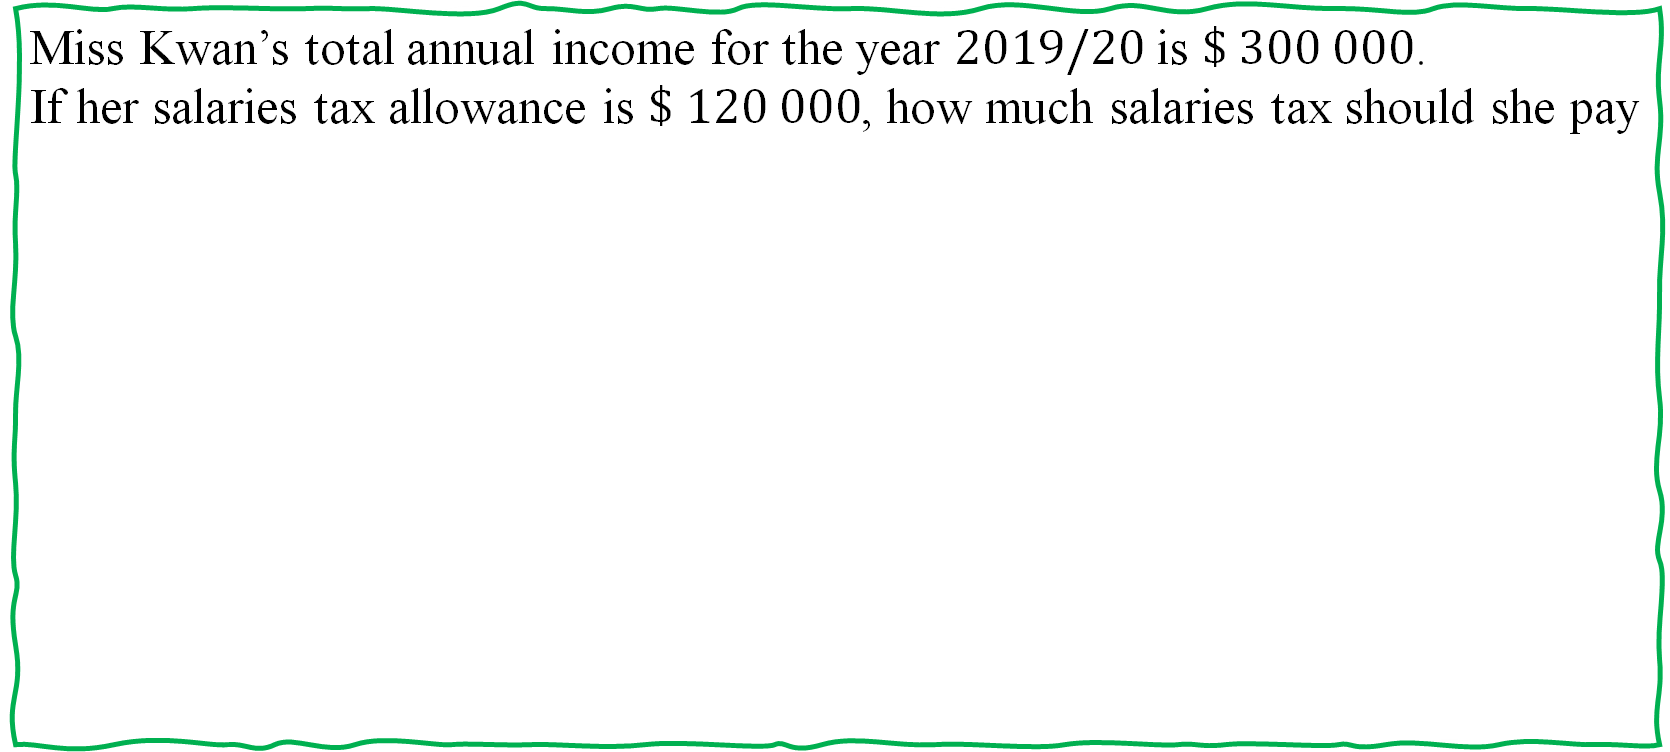 Miss Kwan’s total annual income for the year 2019/20 is $ 300 000.
If her salaries tax allowance is $ 120 000, how much salaries tax should she pay